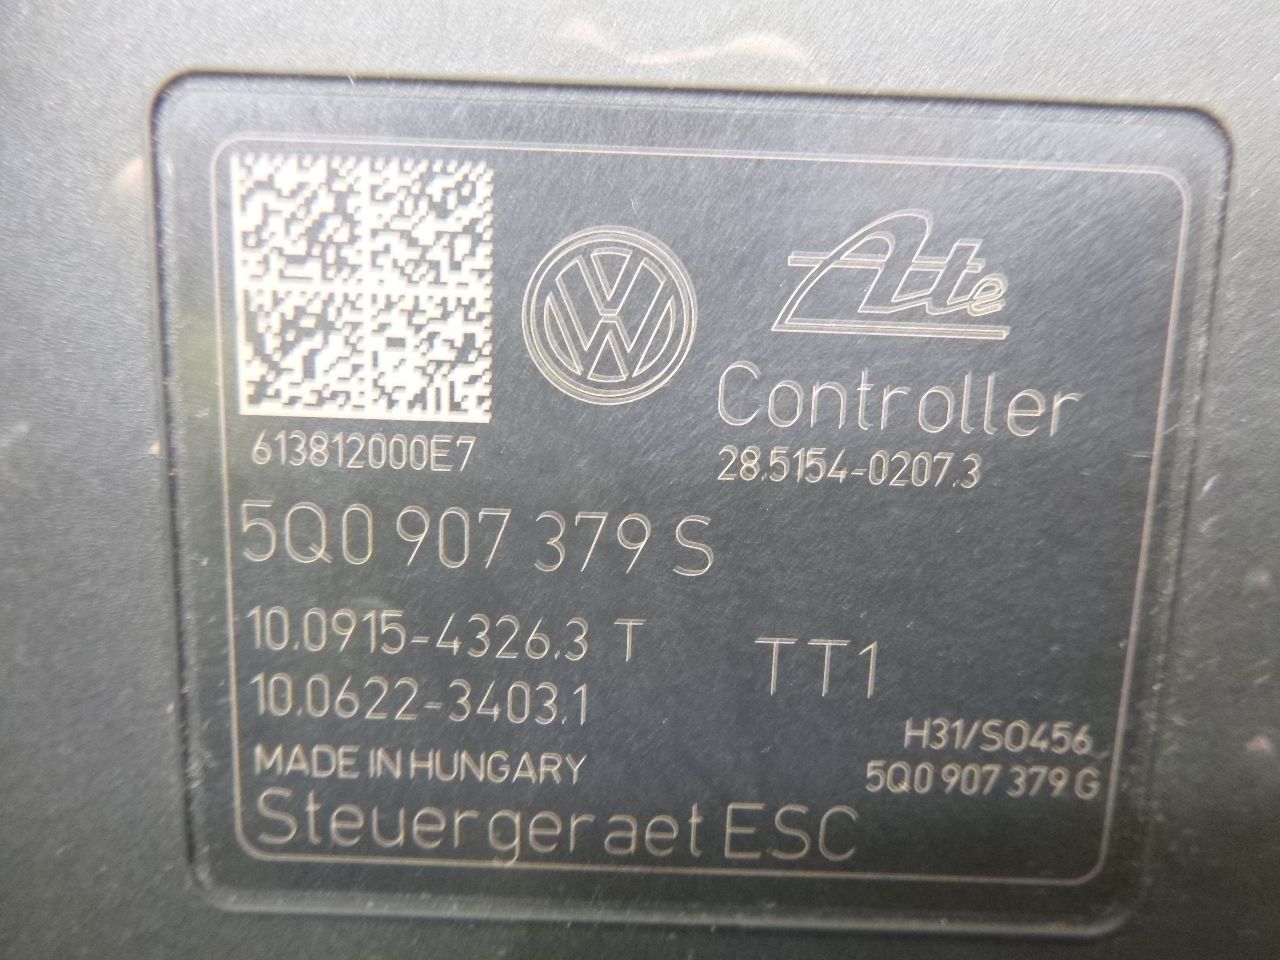 Ate
Controller
613812000E7
28.5154-0207.3
5Q0 907 379 S
10.0915-4326.3 T
TT1
10.0622-3403.1
H31/S0456
MADE IN HUNGARY
5Q0 907 379 G
Steuergeraet ESC